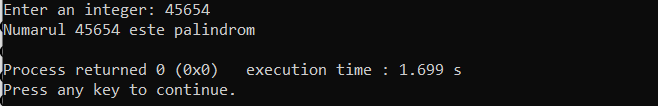 Enter an integer: 45654
Numarul 45654 este palindrom
Process returned 0 (0x0)   execution time : 1.699 s
Press any key to continue.